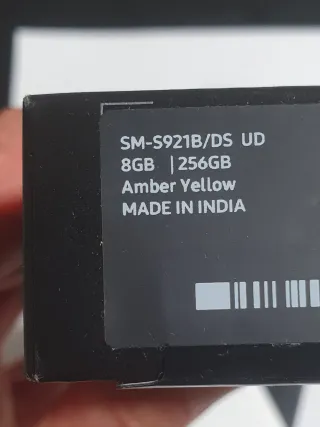 SM-S921B/DS UD
8GB | 256GB
Amber Yellow
MADE IN INDIA